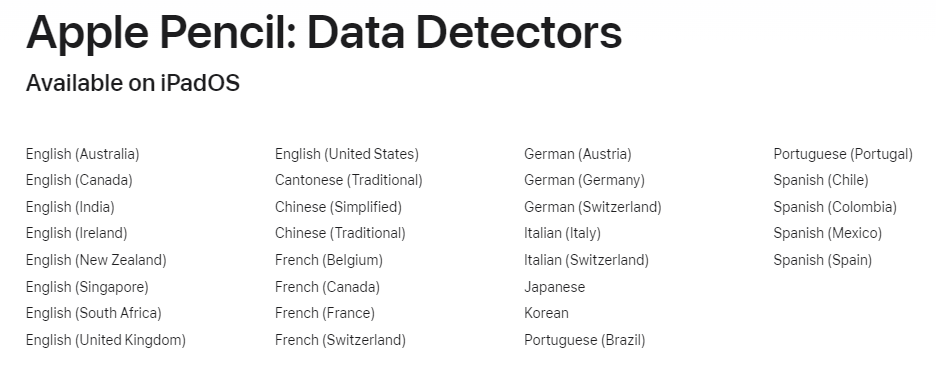 Apple Pencil: Data Detectors
Available on iPadOS
English (Australia)
English (Canada)
English (India)
English (Ireland)
English (New Zealand)
English (Singapore)
English (South Africa)
English (United Kingdom)
English (United States)
Cantonese (Traditional)
Chinese (Simplified)
Chinese (Traditional)
French (Belgium)
French (Canada)
French (France)
French (Switzerland)
German (Austria)
German (Germany)
German (Switzerland)
Italian (Italy)
Italian (Switzerland)
Japanese
Korean
Portuguese (Brazil)
Portuguese (Portugal)
Spanish (Chile)
Spanish (Colombia)
Spanish (Mexico)
Spanish (Spain)